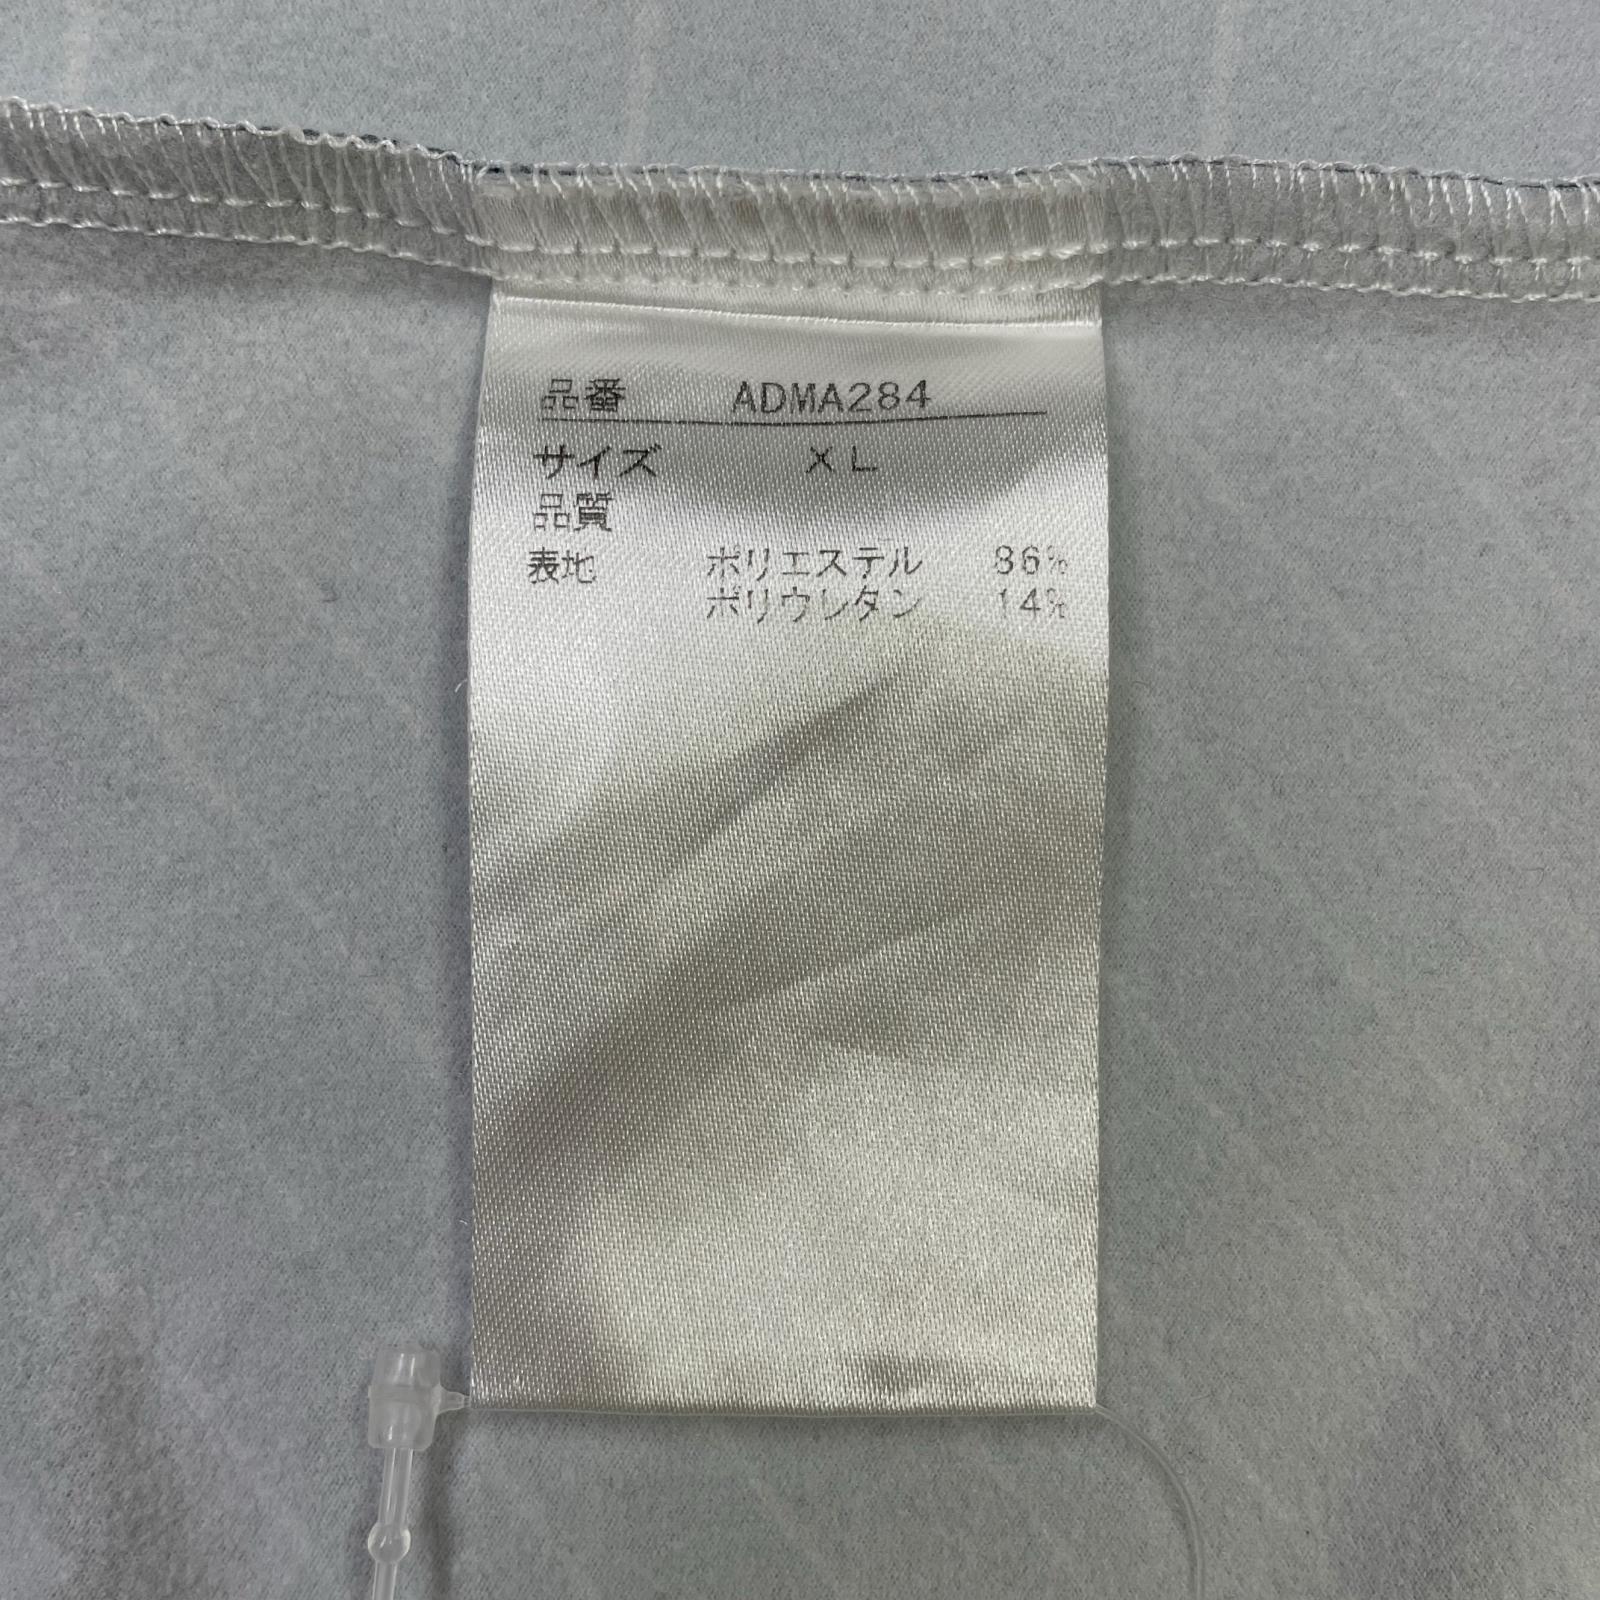 品番 ADMA284
サイズ XL
品質
表地 ポリエステル 86%
ポリウレタン 14%